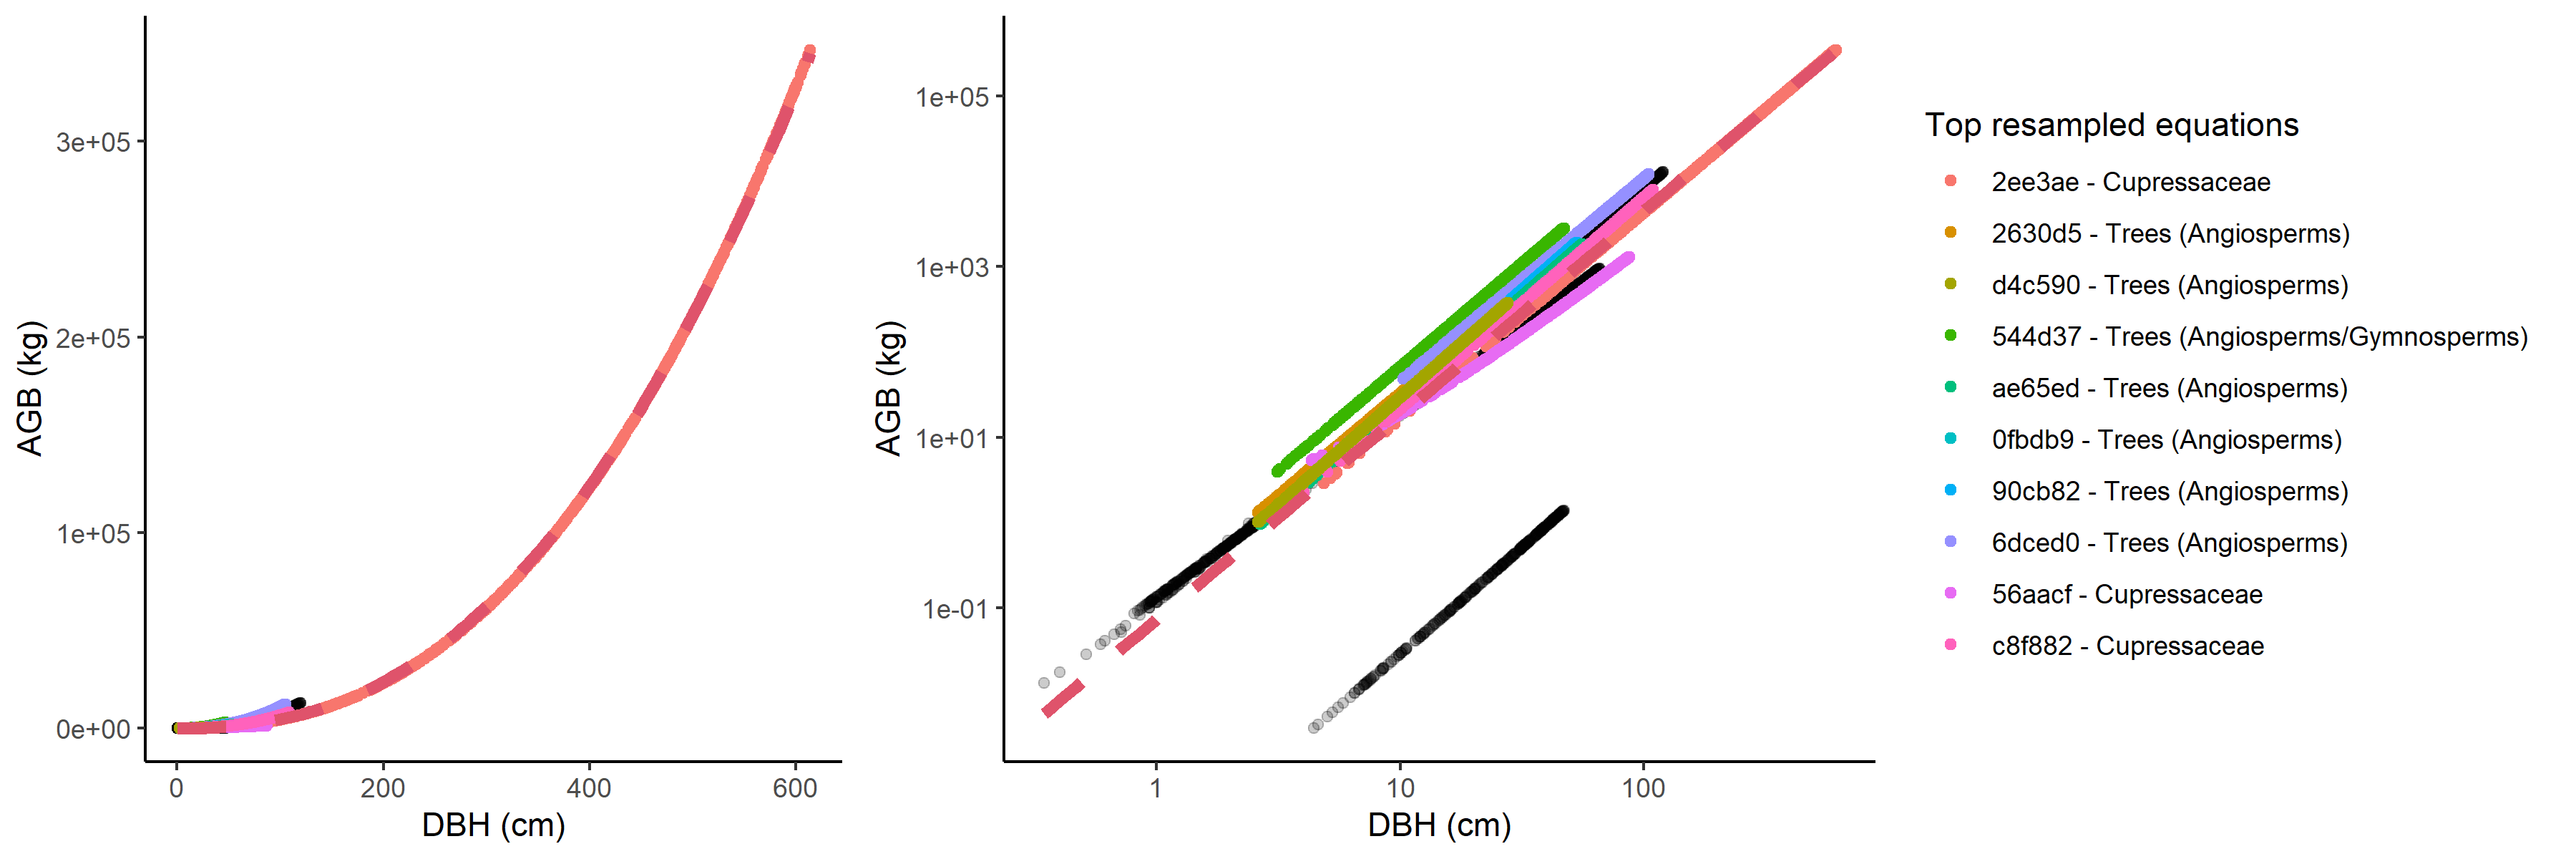 AGB (kg)
3e+05
2e+05
1e+05
0e+00
0
200
400
600
DBH (cm)
AGB (kg)
1e+05
1e+03
1e+01
1e-01
1
10
100
DBH (cm)
Top resampled equations
2ee3ae - Cupressaceae
2630d5 - Trees (Angiosperms)
d4c590 - Trees (Angiosperms)
544d37 - Trees (Angiosperms/Gymnosperms)
ae65ed - Trees (Angiosperms)
0fbdb9 - Trees (Angiosperms)
90cb82 - Trees (Angiosperms)
6dced0 - Trees (Angiosperms)
56aacf - Cupressaceae
c8f882 - Cupressaceae